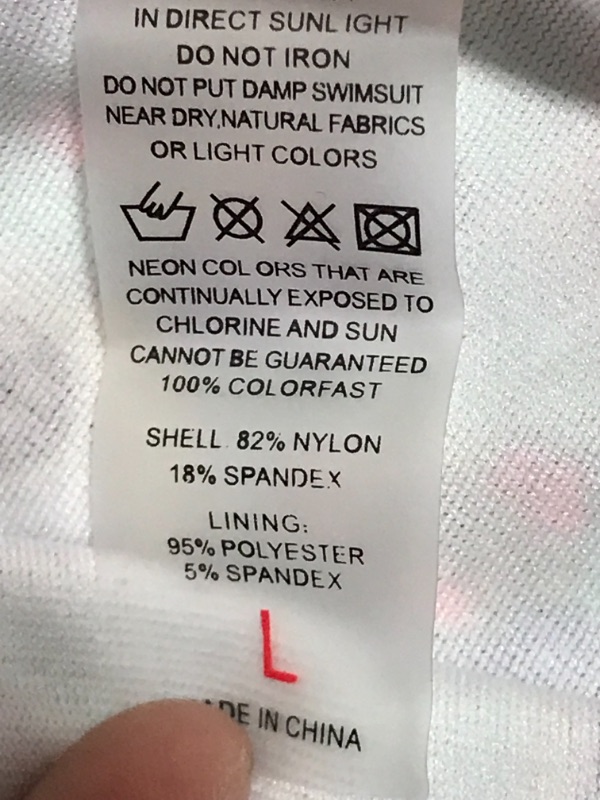 IN DIRECT SUNLIGHT
DO NOT IRON
DO NOT PUT DAMP SWIMSUIT
NEAR DRY,NATURAL FABRICS
OR LIGHT COLORS
NEON COLORS THAT ARE
CONTINUALLY EXPOSED TO
CHLORINE AND SUN
CANNOT BE GUARANTEED
100% COLORFAST
SHELL 82% NYLON
18% SPANDEX
LINING:
95% POLYESTER
5% SPANDEX
L
IN CHINA